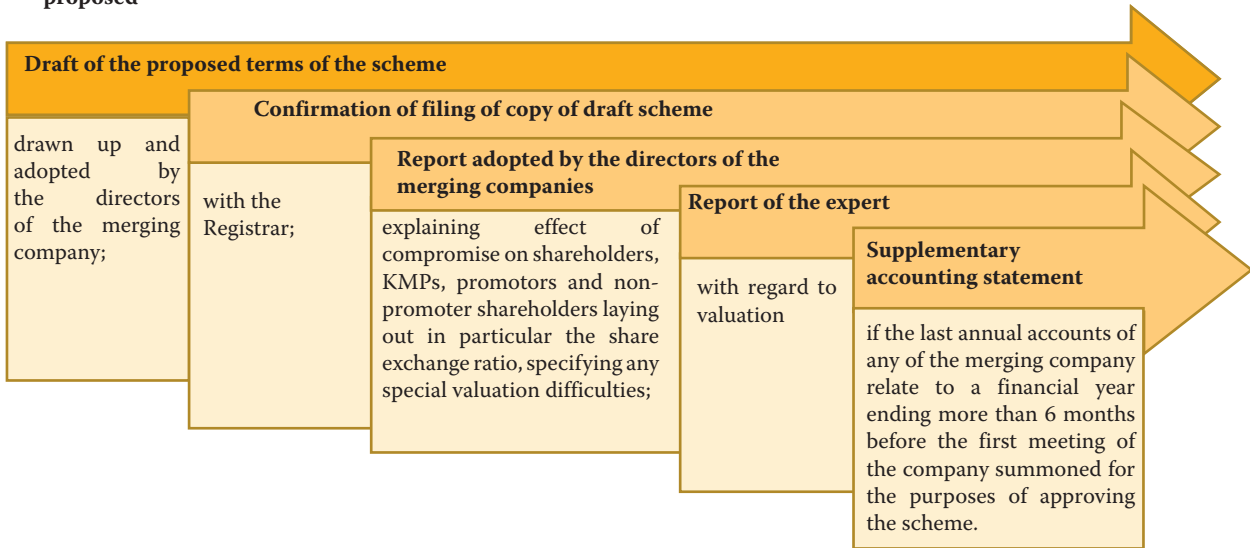 proposed
Draft of the proposed terms of the scheme
drawn up and
adopted by
the directors
of the merging
company;
Confirmation of filing of copy of draft scheme
with the
Registrar;
Report adopted by the directors of the
merging companies
explaining effect of
compromise on shareholders,
KMPs, promotors and non-
promoter shareholders laying
out in particular the share
exchange ratio, specifying any
special valuation difficulties;
Report of the expert
with regard to
valuation
Supplementary
accounting statement
if the last annual accounts of
any of the merging company
relate to a financial year
ending more than 6 months
before the first meeting of
the company summoned for
the purposes of approving
the scheme.